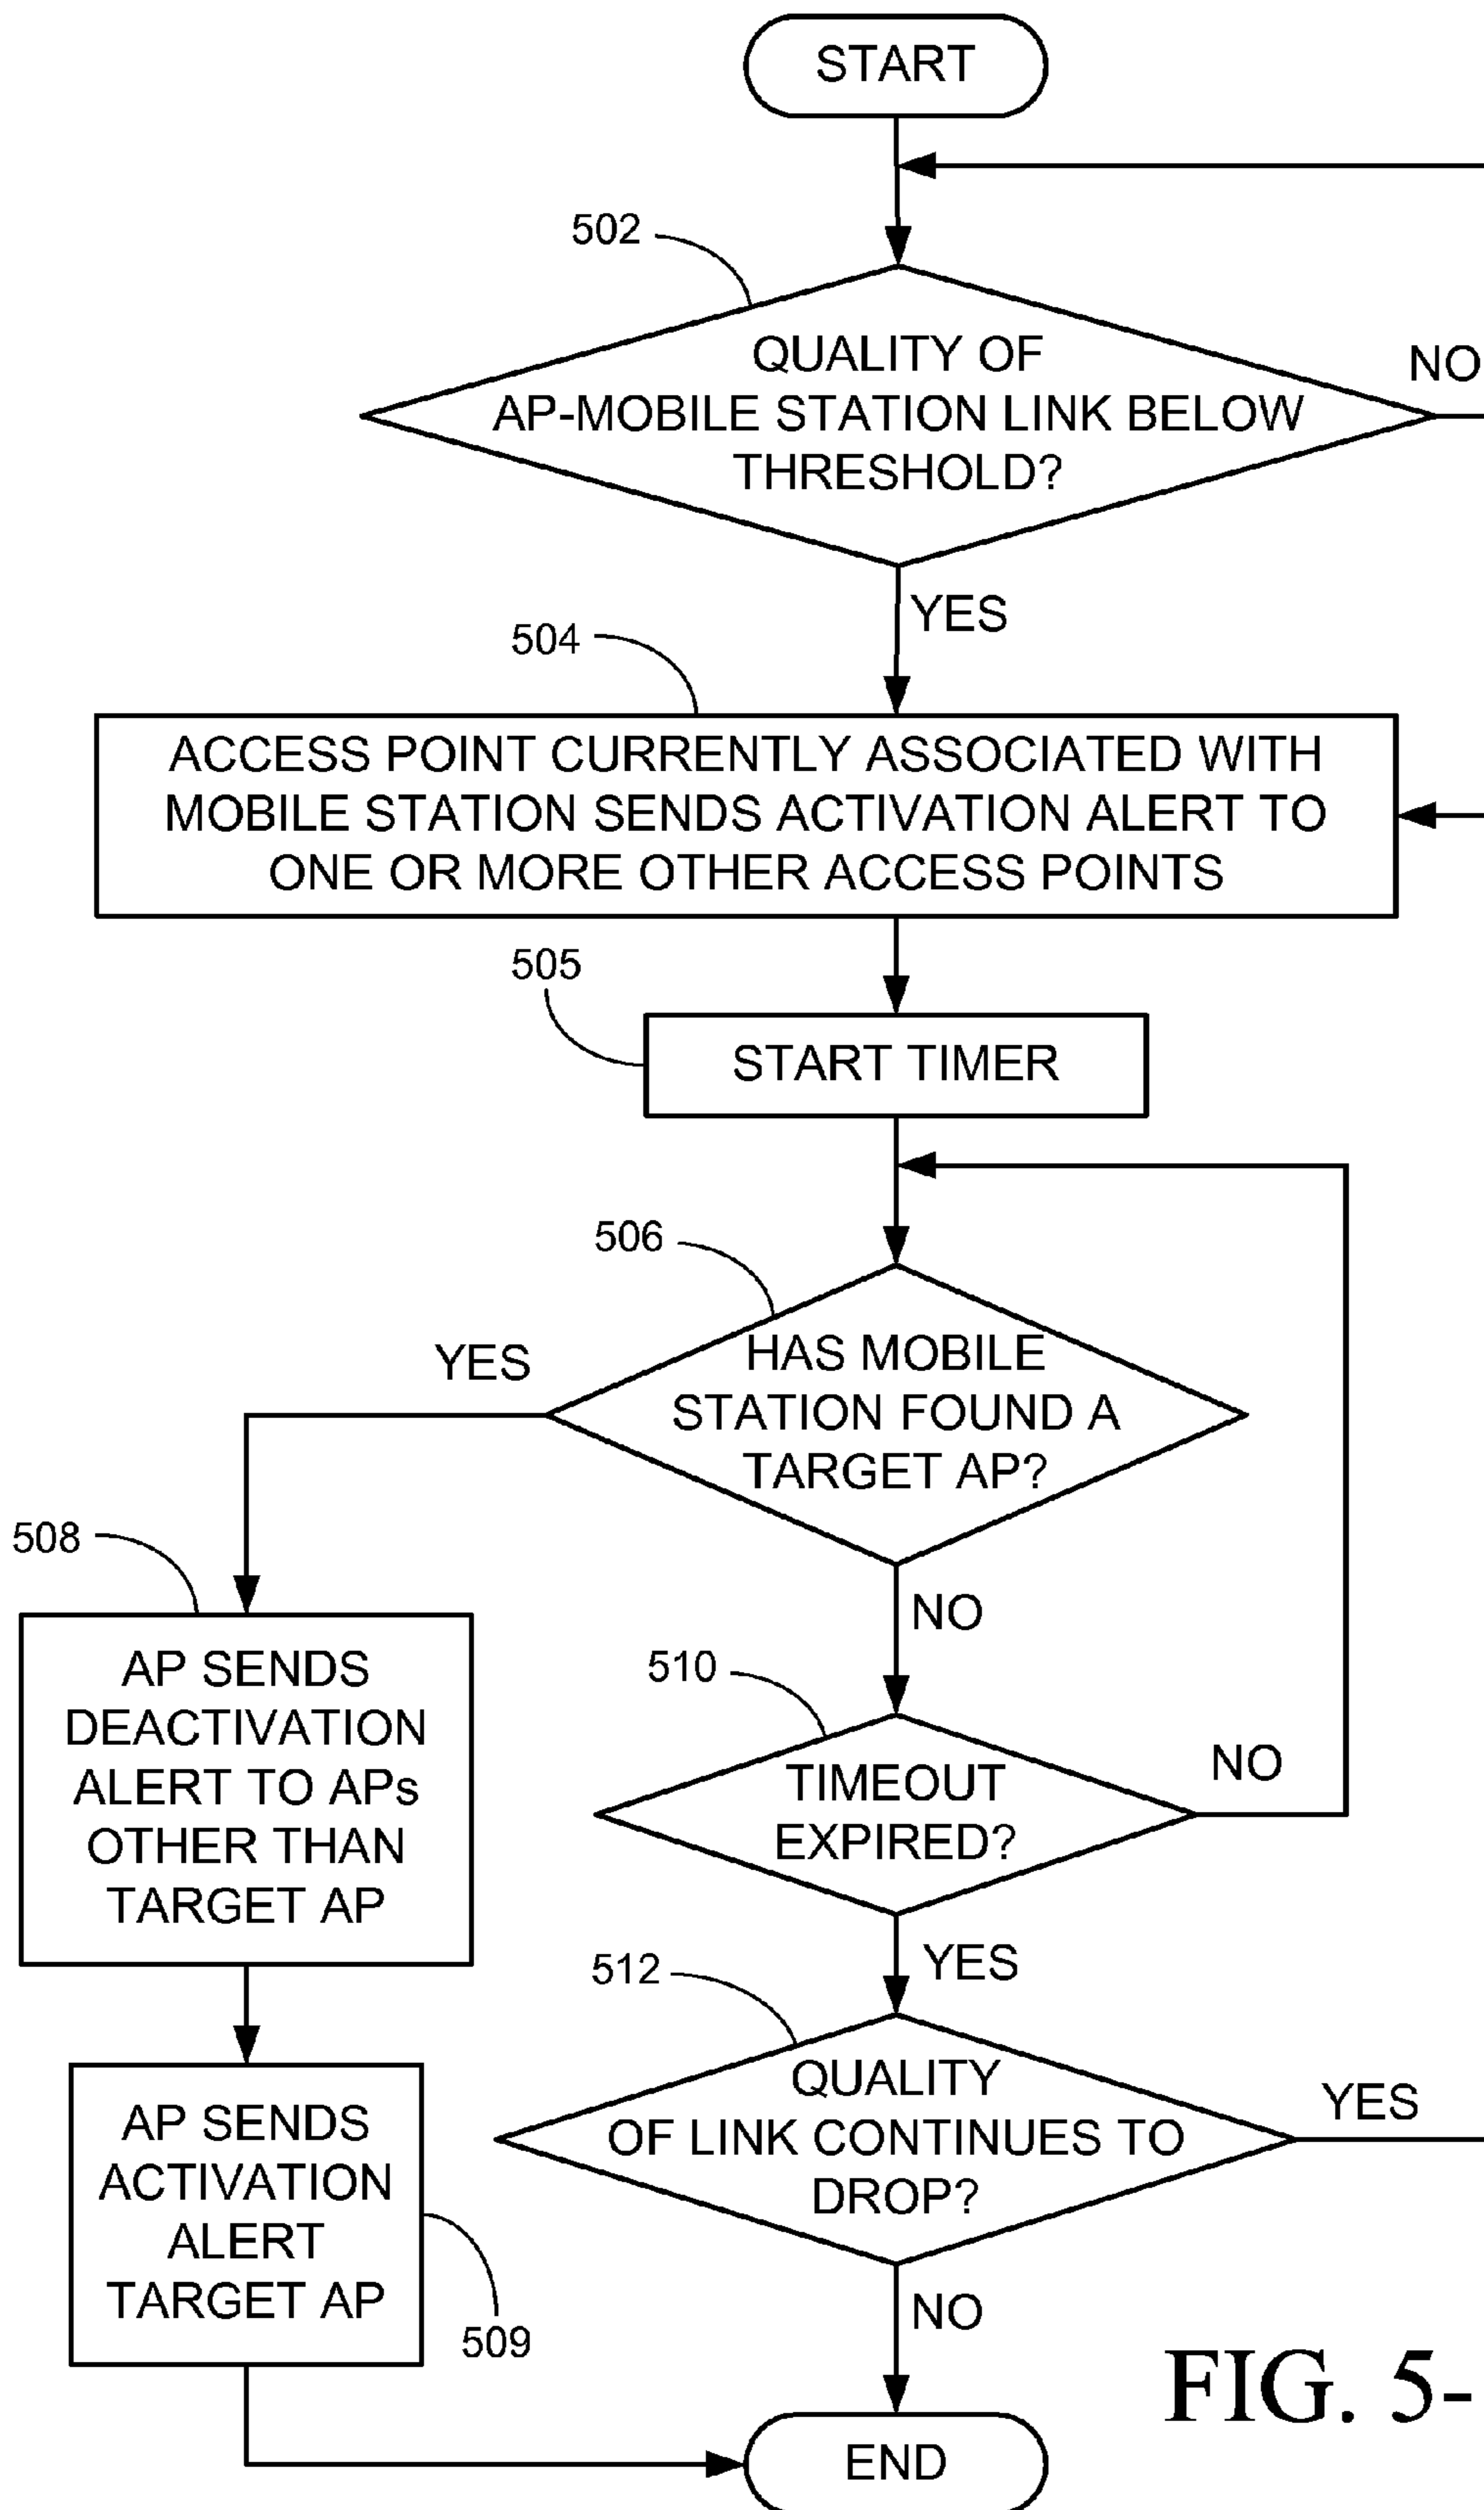 START
502
QUALITY OF
AP-MOBILE STATION LINK BELOW
THRESHOLD?
NO
YES
504
ACCESS POINT CURRENTLY ASSOCIATED WITH
MOBILE STATION SENDS ACTIVATION ALERT TO
ONE OR MORE OTHER ACCESS POINTS
505
START TIMER
506
HAS MOBILE
STATION FOUND A
TARGET AP?
YES
NO
508
AP SENDS
DEACTIVATION
ALERT TO APs
OTHER THAN
TARGET AP
510
TIMEOUT
EXPIRED?
NO
YES
512
QUALITY
OF LINK CONTINUES TO
DROP?
YES
NO
AP SENDS
ACTIVATION
ALERT
TARGET AP
509
FIG. 5-
END